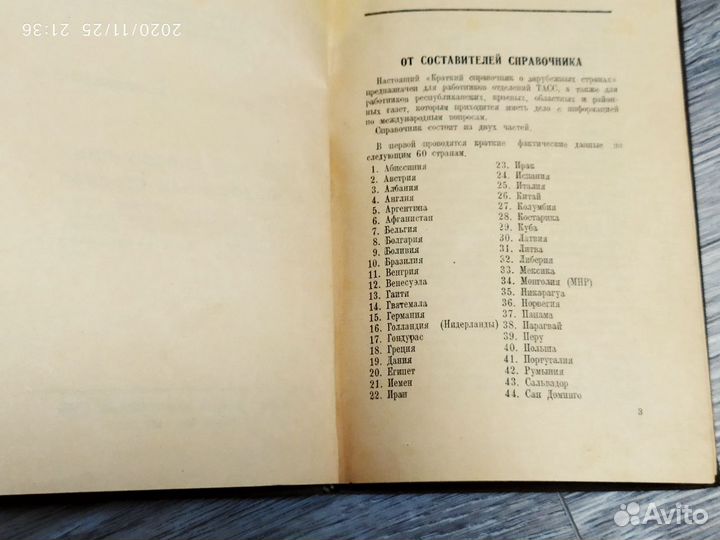 2020/11/25 21:36
ОТ СОСТАВИТЕЛЕЙ СПРАВОЧНИКА
Настоящий «Краткий справочник о зарубежных странах»
предназначен для работников отделений ТАСС, а также для
работников республиканских, краевых, областных и район-
ных газет, которым приходится иметь дело с информацией
по международным вопросам.
Справочник состоит из двух частей.
В первой проводятся краткие фактические данные по
следующим 60 странам.
1. Абиссиния
2. Австрия
3. Албания
4. Англия
5. Аргентина
6. Афганистан
7. Бельгия
8. Болгария
9. Боливия
10. Бразилия
11. Венгрия
12. Венесуэла
13. Гаити
14. Гватемала
15. Германия
16. Голландия (Нидерланды)
17. Гондурас
18. Греция
19. Дания
20. Египет
21. Иемен
22. Иран
23. Ирак
24. Испания
25. Италия
26. Китай
27. Колумбия
28. Костарика
29. Куба
30. Латвия
31. Литва
32. Либерия
33. Мексика
34. Монголия (МНР)
35. Никарагуа
36. Норвегия
37. Панама
38. Парагвай
39. Перу
40. Польша
41. Португалия
42. Румыния
43. Сальвадор
44. Сан Доминго
3
Avito